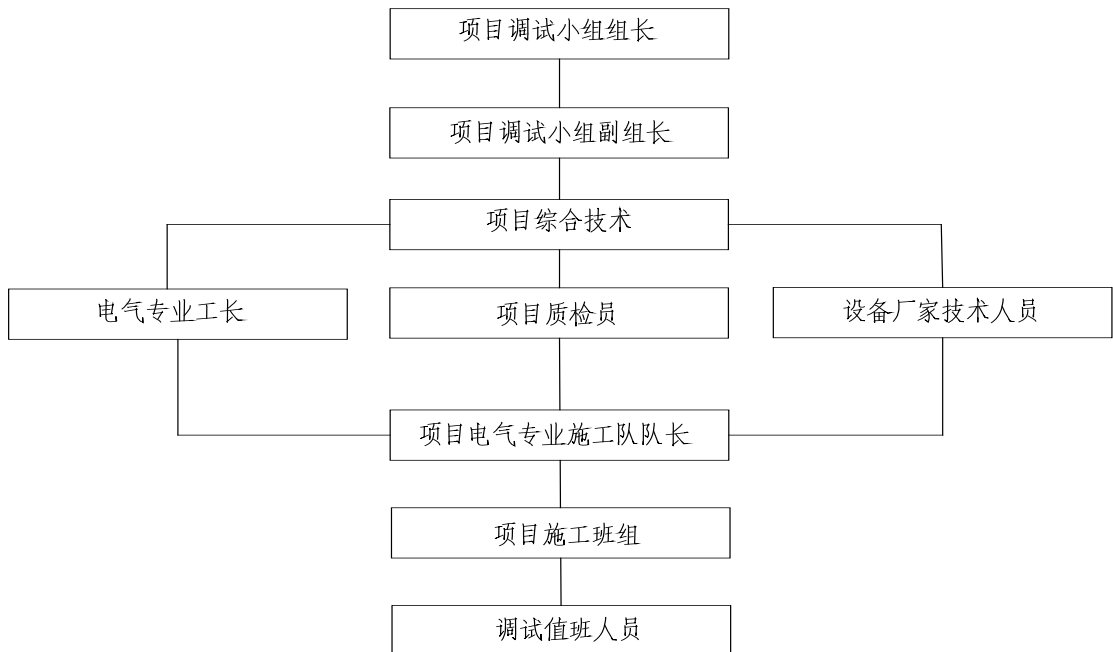 项目调试小组组长
项目调试小组副组长
项目综合技术
电气专业工长
项目质检员
设备厂家技术人员
项目电气专业施工队队长
项目施工班组
调试值班人员